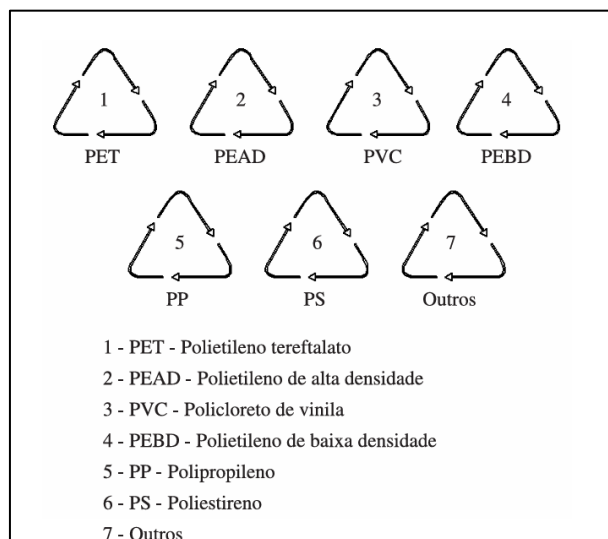 1 2 3 4
PET PEAD PVC PEBD
5 6 7
PP PS Outros
1 - PET - Polietileno tereftalato
2 - PEAD - Polietileno de alta densidade
3 - PVC - Policloreto de vinila
4 - PEBD - Polietileno de baixa densidade
5 - PP - Polipropileno
6 - PS - Poliestireno
7 - Outros